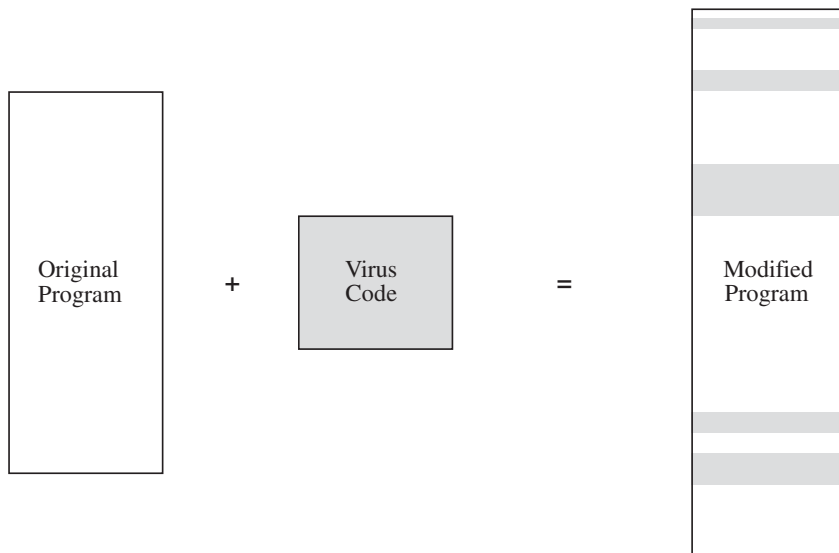 Original
Program
+
Virus
Code
=
Modified
Program